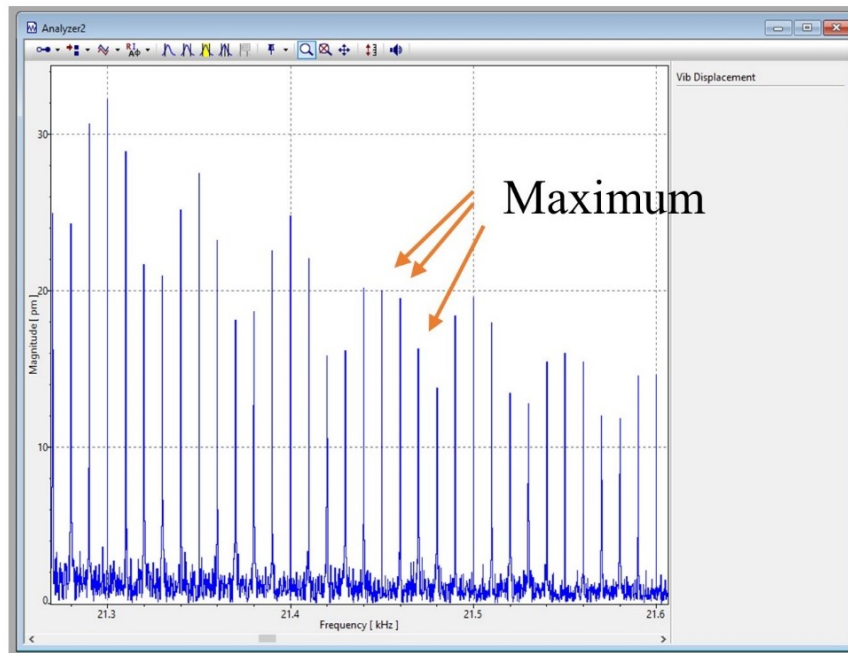 Analyzer2
Vib Displacement
Maximum
Magnitude [ pm ]
30
20
10
0
21.3
21.4
21.5
21.6
Frequency [ kHz ]